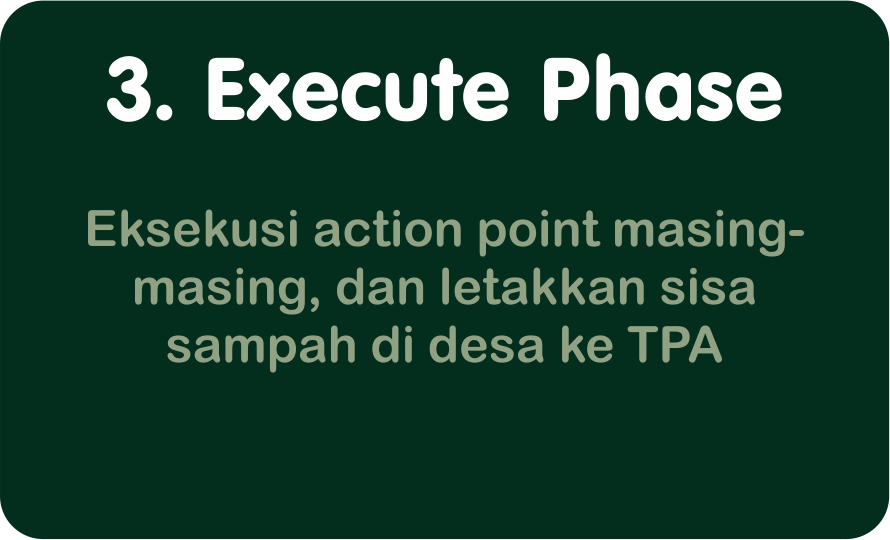 3. Execute Phase
Eksekusi action point masing-
masing, dan letakkan sisa
sampah di desa ke TPA